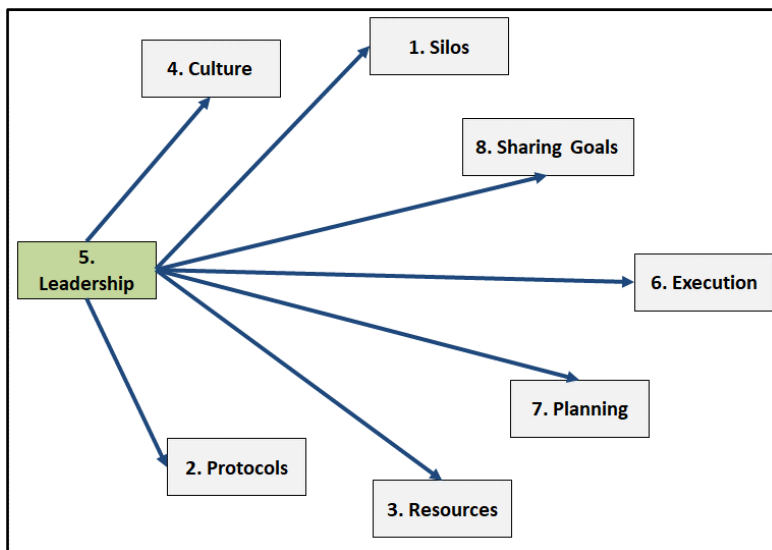 1. Silos
4. Culture
8. Sharing Goals
5.
Leadership
6. Execution
7. Planning
2. Protocols
3. Resources